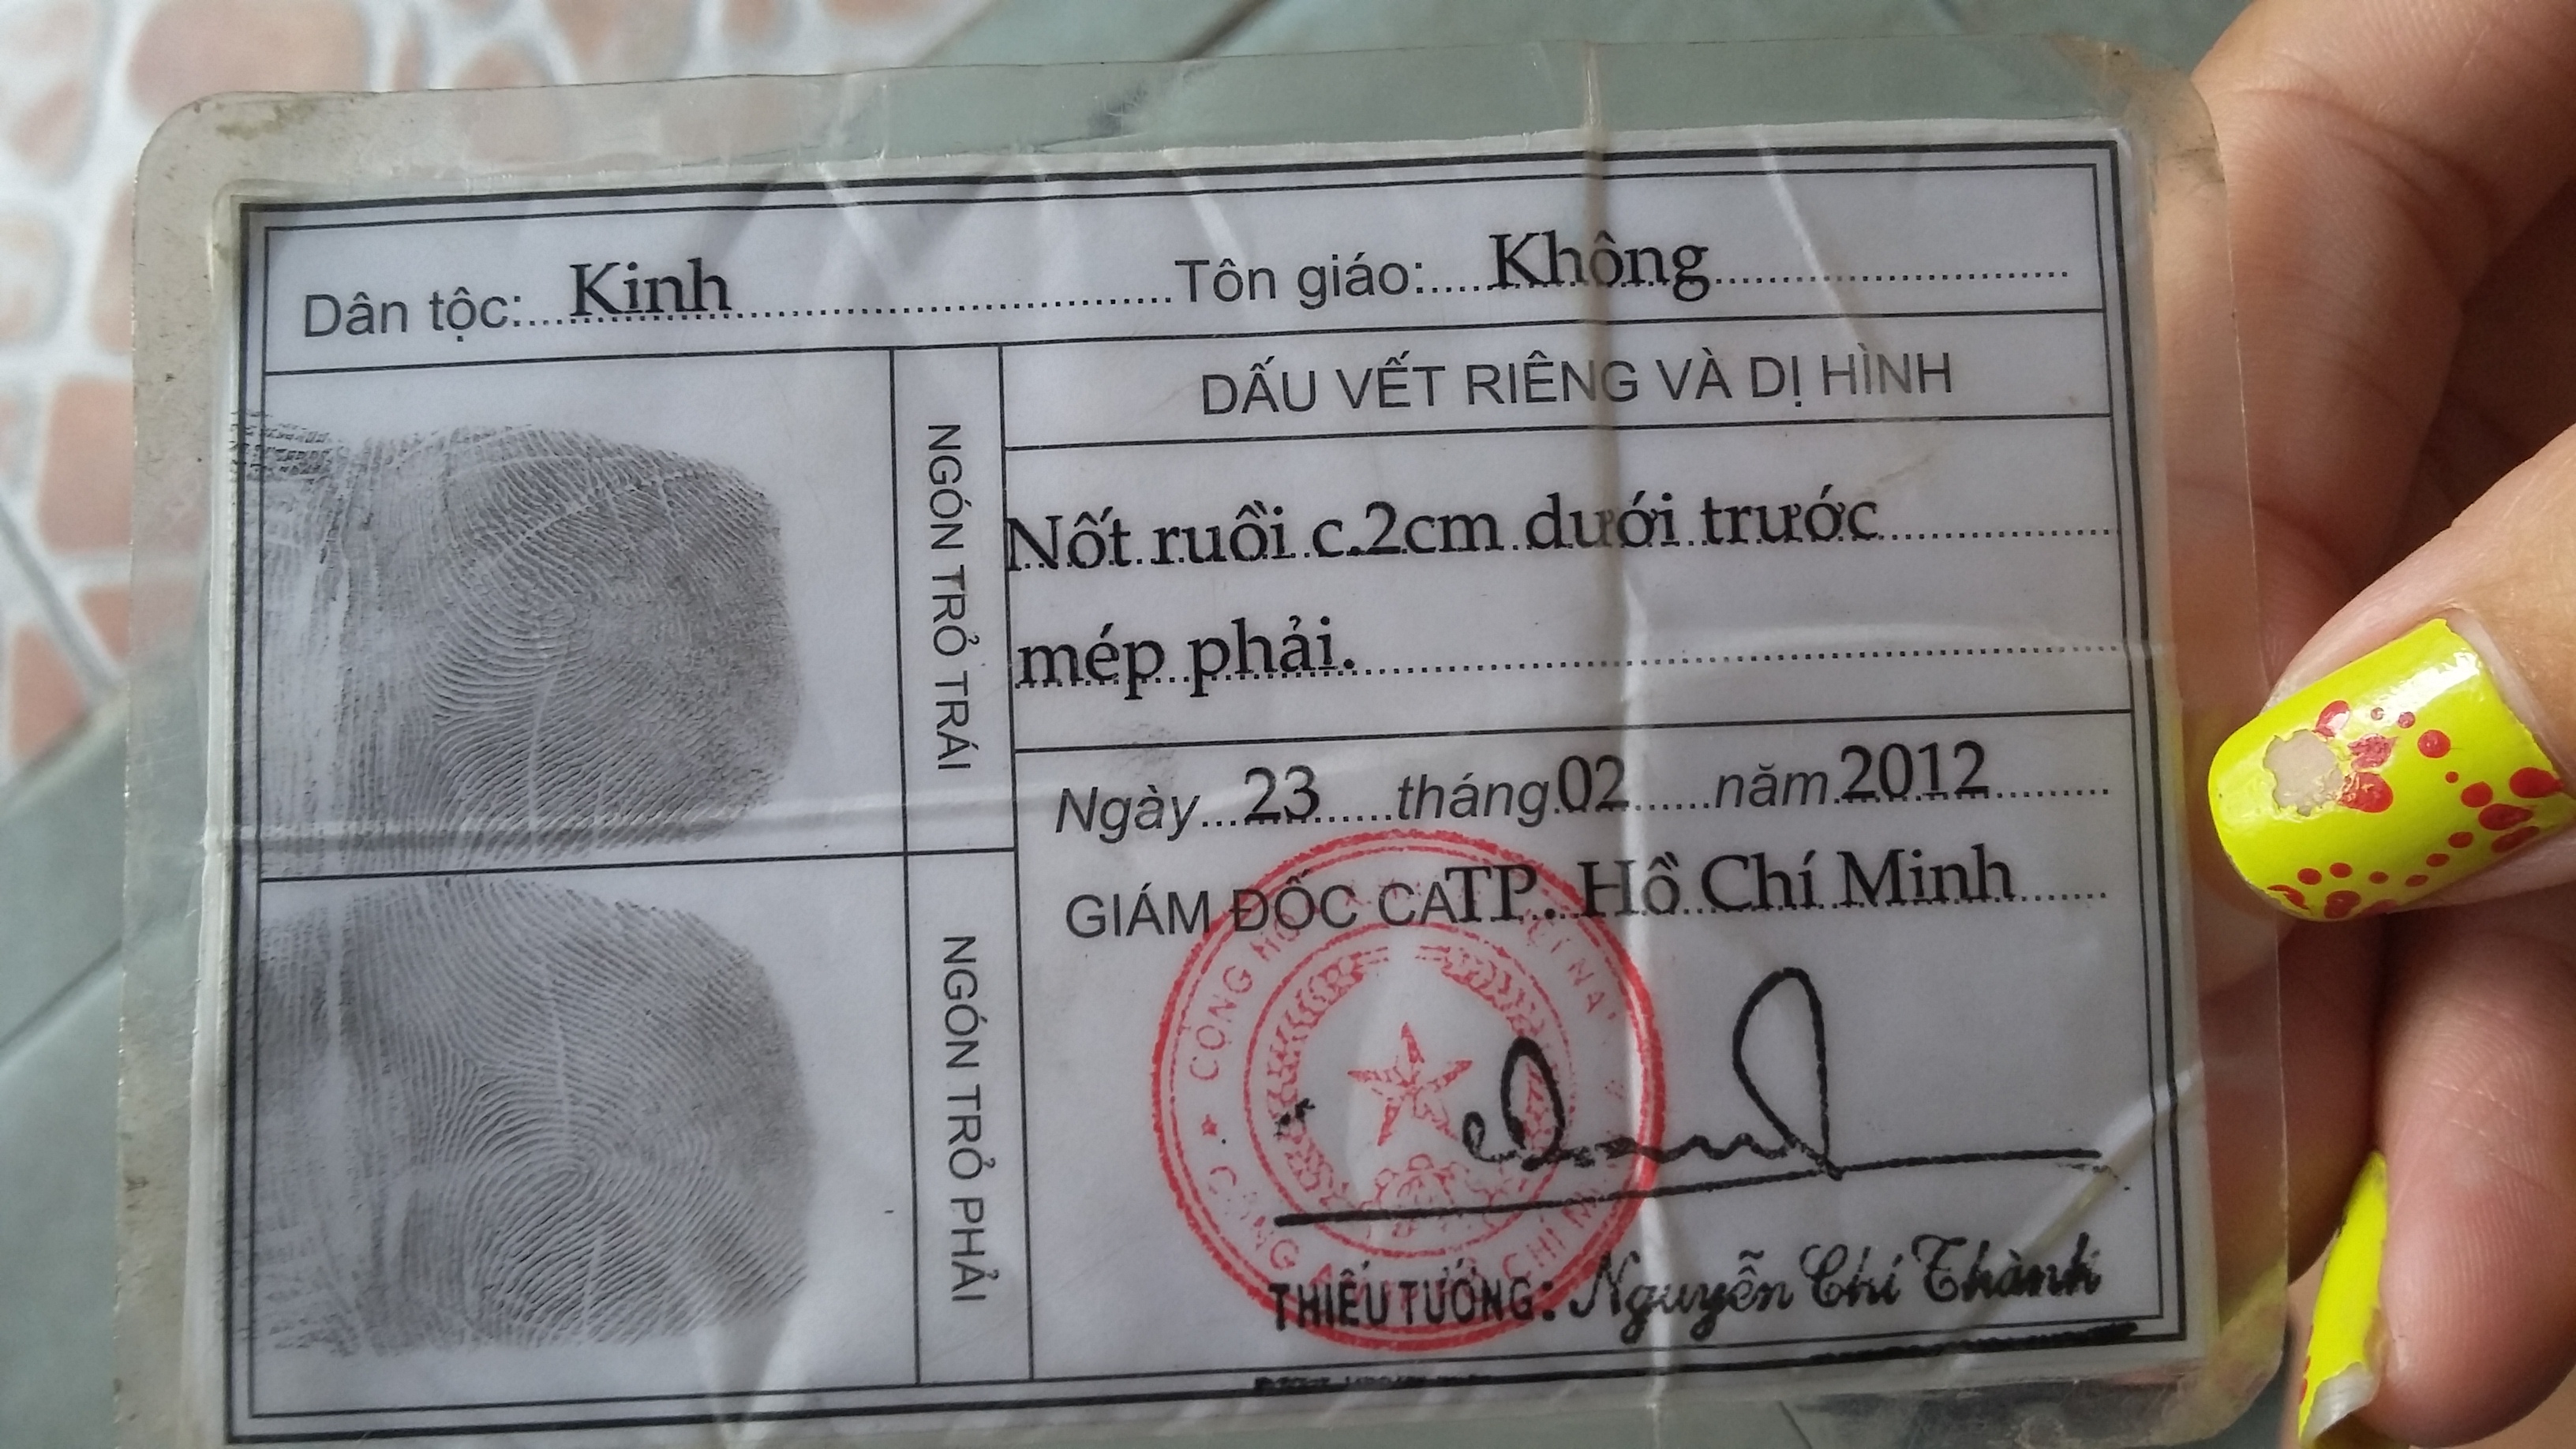 Dân tộc: Kinh Tôn giáo: Không
NGÓN TRỎ TRÁI
NGÓN TRỎ PHẢI
DẤU VẾT RIÊNG VÀ DỊ HÌNH
Nốt ruồi c.2cm dưới trước
mép phải.
Ngày 23 tháng 02 năm 2012
GIÁM ĐỐC CATP. Hồ Chí Minh
CỘNG HÒA
THIẾU TƯỚNG. Nguyễn Chí Thành